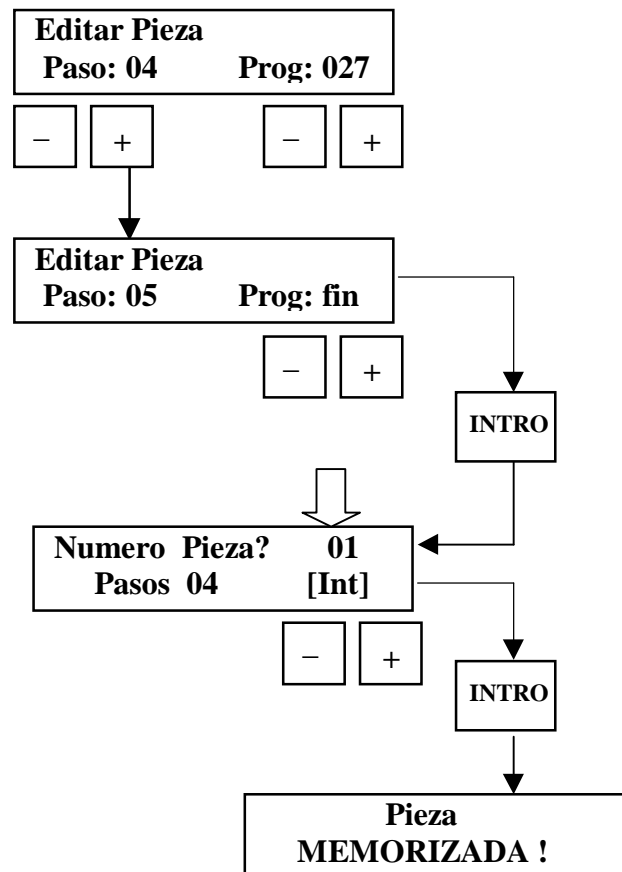 Editar Pieza
Paso: 04 Prog: 027
− + − +
Editar Pieza
Paso: 05 Prog: fin
− +
INTRO
Numero Pieza? 01
Pasos 04 [Int]
− +
INTRO
Pieza
MEMORIZADA !